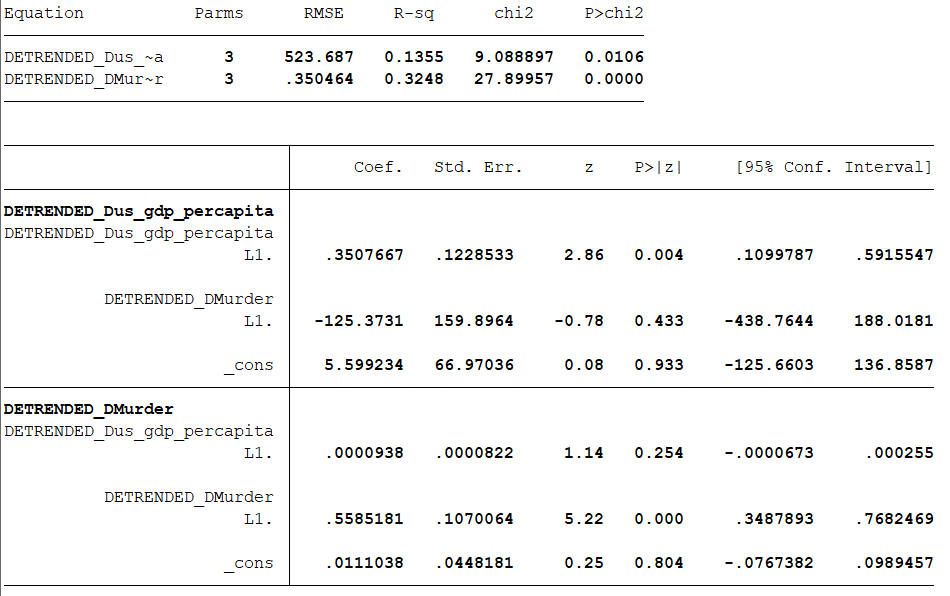 Equation Parms RMSE R-sq chi2 P>chi2
DETRENDED_Dus_~a 3 523.687 0.1355 9.088897 0.0106
DETRENDED_DMur~r 3 .350464 0.3248 27.89957 0.0000
Coef. Std. Err. z P>|z| [95% Conf. Interval]
DETRENDED_Dus_gdp_percapita
DETRENDED_Dus_gdp_percapita
L1. .3507667 .1228533 2.86 0.004 .1099787 .5915547
DETRENDED_DMurder
L1. -125.3731 159.8964 -0.78 0.433 -438.7644 188.0181
_cons 5.599234 66.97036 0.08 0.933 -125.6603 136.8587
DETRENDED_DMurder
DETRENDED_Dus_gdp_percapita
L1. .0000938 .0000822 1.14 0.254 -.0000673 .000255
DETRENDED_DMurder
L1. .5585181 .1070064 5.22 0.000 .3487893 .7682469
_cons .0111038 .0448181 0.25 0.804 -.0767382 .0989457